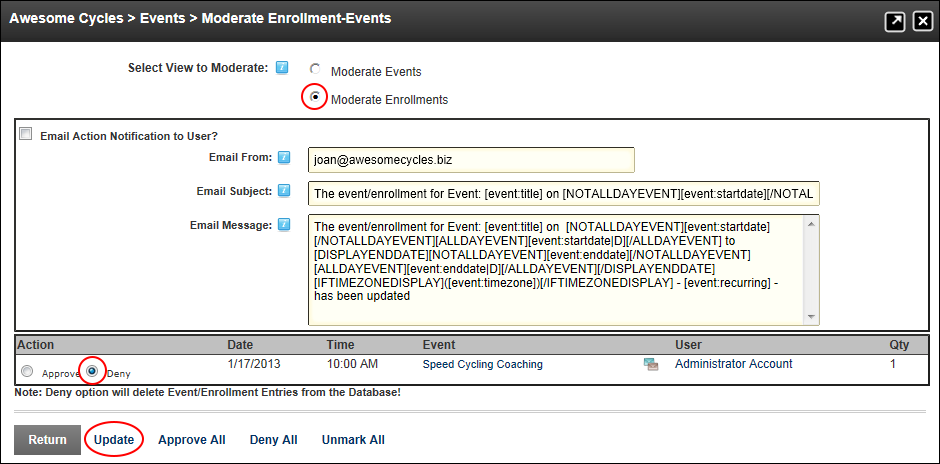 Awesome Cycles > Events > Moderate Enrollment-Events
Select View to Moderate:
Moderate Events
Moderate Enrollments
Email Action Notification to User?
Email From:
joan@awesomecycles.biz
Email Subject:
The event/enrollment for Event: [event:title] on [NOTALLDAYEVENT][event:startdate][/NOTAL
Email Message:
The event/enrollment for Event: [event:title] on [NOTALLDAYEVENT][event:startdate]
[/NOTALLDAYEVENT][ALLDAYEVENT][event:startdate|D][/ALLDAYEVENT] to
[DISPLAYENDDATE][NOTALLDAYEVENT][event:enddate][/NOTALLDAYEVENT]
[ALLDAYEVENT][event:enddate|D][/ALLDAYEVENT][/DISPLAYENDDATE]
[IFTIMEZONEDISPLAY]([event:timezone])[/IFTIMEZONEDISPLAY] - [event:recurring] -
has been updated
Action Date Time Event User Qty
Approve Deny 1/17/2013 10:00 AM Speed Cycling Coaching Administrator Account 1
Note: Deny option will delete Event/Enrollment Entries from the Database!
Return Update Approve All Deny All Unmark All